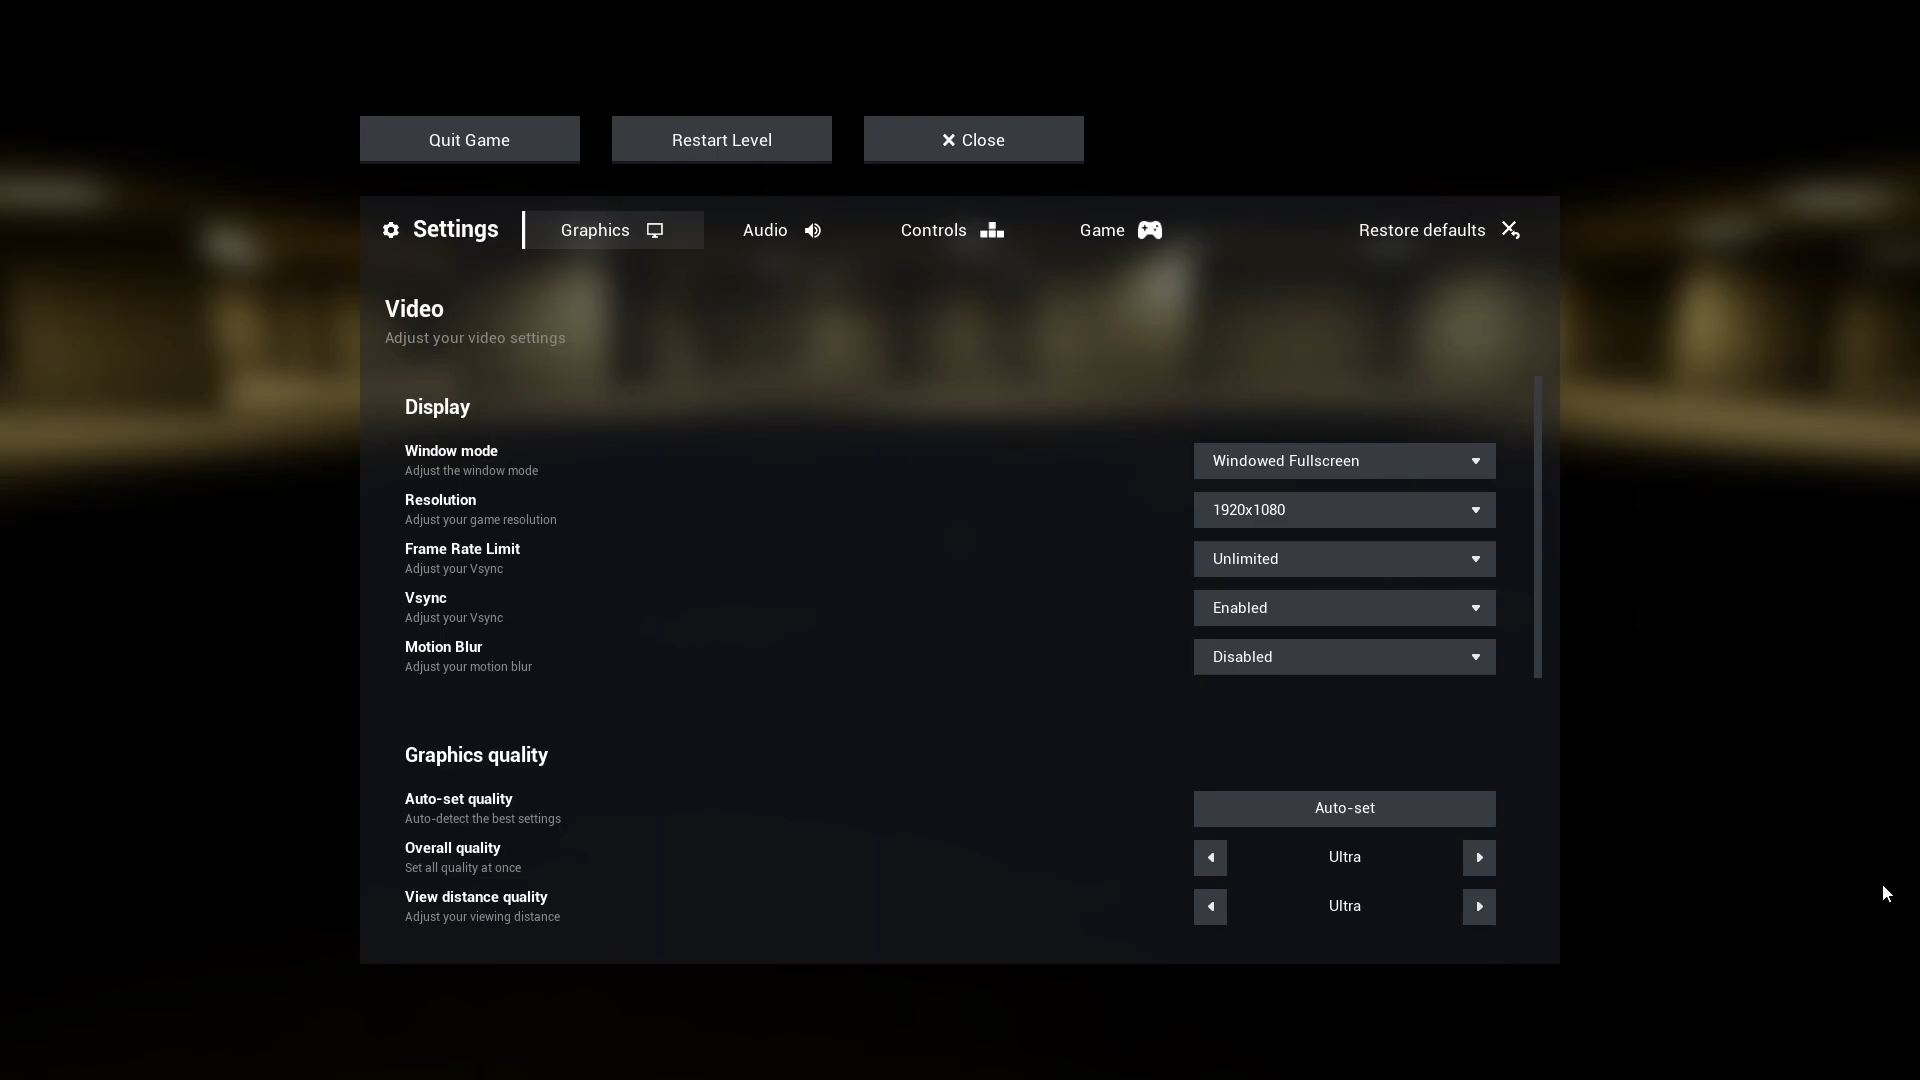 Quit Game
Restart Level
Close
Settings
Graphics
Audio
Controls
Game
Restore defaults
Video
Adjust your video settings
Display
Window mode
Adjust the window mode
Windowed Fullscreen
Resolution
Adjust your game resolution
1920x1080
Frame Rate Limit
Adjust your Vsync
Unlimited
Vsync
Adjust your Vsync
Enabled
Motion Blur
Adjust your motion blur
Disabled
Graphics quality
Auto-set quality
Auto-detect the best settings
Auto-set
Overall quality
Set all quality at once
Ultra
View distance quality
Adjust your viewing distance
Ultra